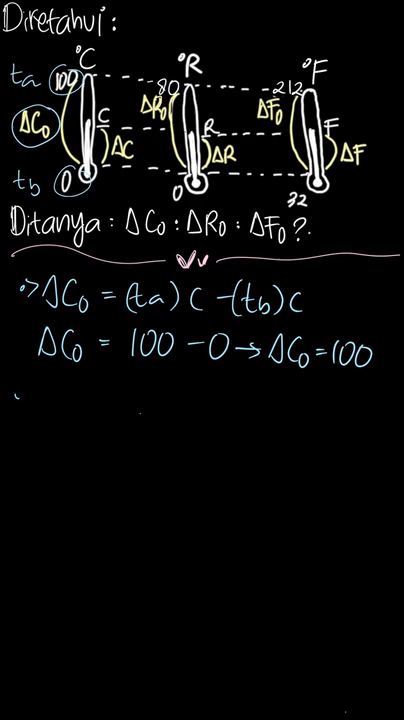 Diketahui :
°C °R °F
ta 100 80 212
ΔC₀ ΔR₀ ΔF₀
C R F
ΔC ΔR ΔF
tb 0 0 32
Ditanya : ΔC₀ : ΔR₀ : ΔF₀ ?.
:> ΔC₀ = (ta) C - (tb) C
ΔC₀ = 100 - 0 → ΔC₀ = 100